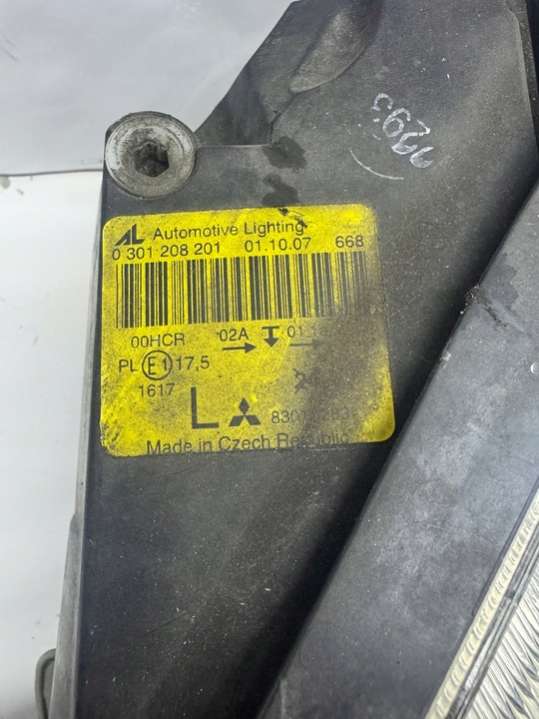 AL Automotive Lighting
0 301 208 201 01.10.07 668
00HCR 02A
PL E1 17,5
1617
L
Made in Czech Republic